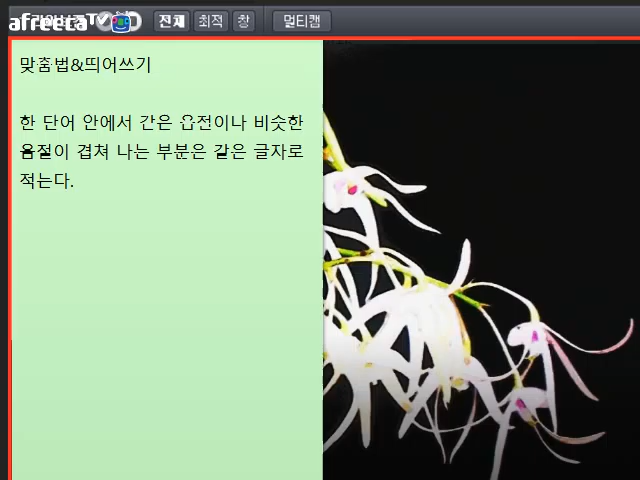 afreecaTV
전체 최적 창 멀티캠
맞춤법&띄어쓰기
한 단어 안에서 같은 음절이나 비슷한
음절이 겹쳐 나는 부분은 같은 글자로
적는다.